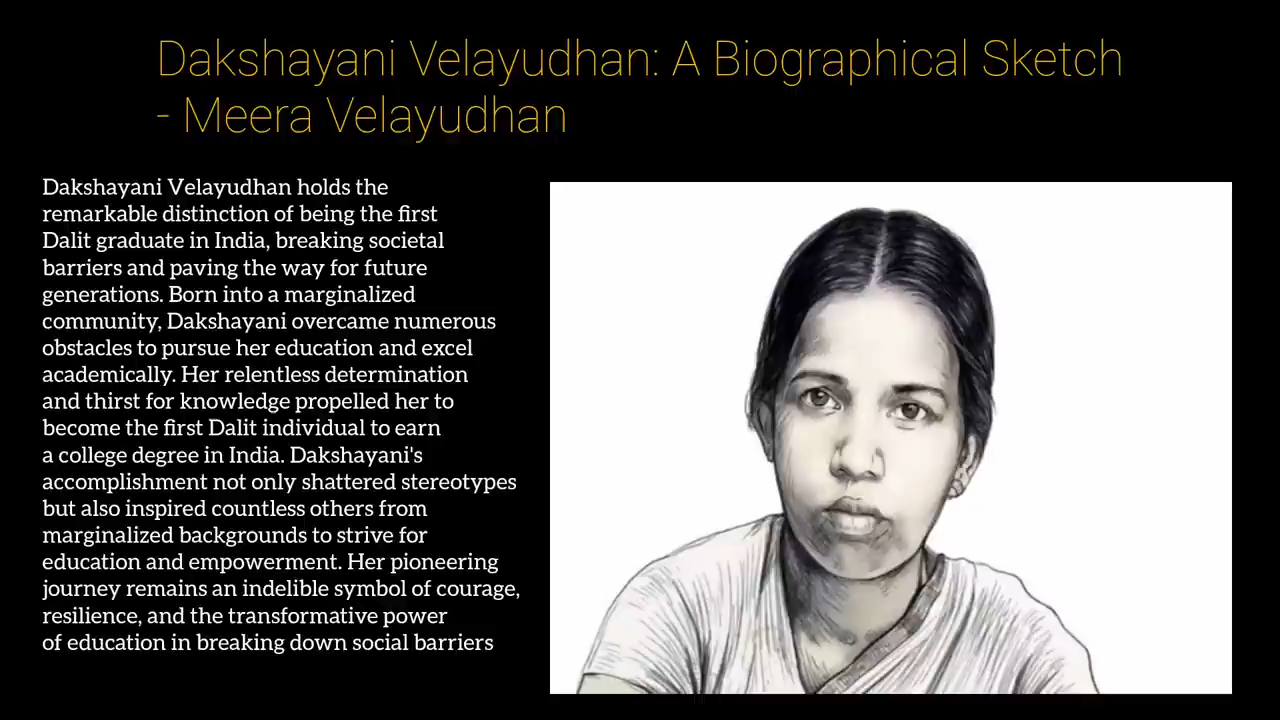 Dakshayani Velayudhan: A Biographical Sketch
- Meera Velayudhan
Dakshayani Velayudhan holds the
remarkable distinction of being the first
Dalit graduate in India, breaking societal
barriers and paving the way for future
generations. Born into a marginalized
community, Dakshayani overcame numerous
obstacles to pursue her education and excel
academically. Her relentless determination
and thirst for knowledge propelled her to
become the first Dalit individual to earn
a college degree in India. Dakshayani's
accomplishment not only shattered stereotypes
but also inspired countless others from
marginalized backgrounds to strive for
education and empowerment. Her pioneering
journey remains an indelible symbol of courage,
resilience, and the transformative power
of education in breaking down social barriers